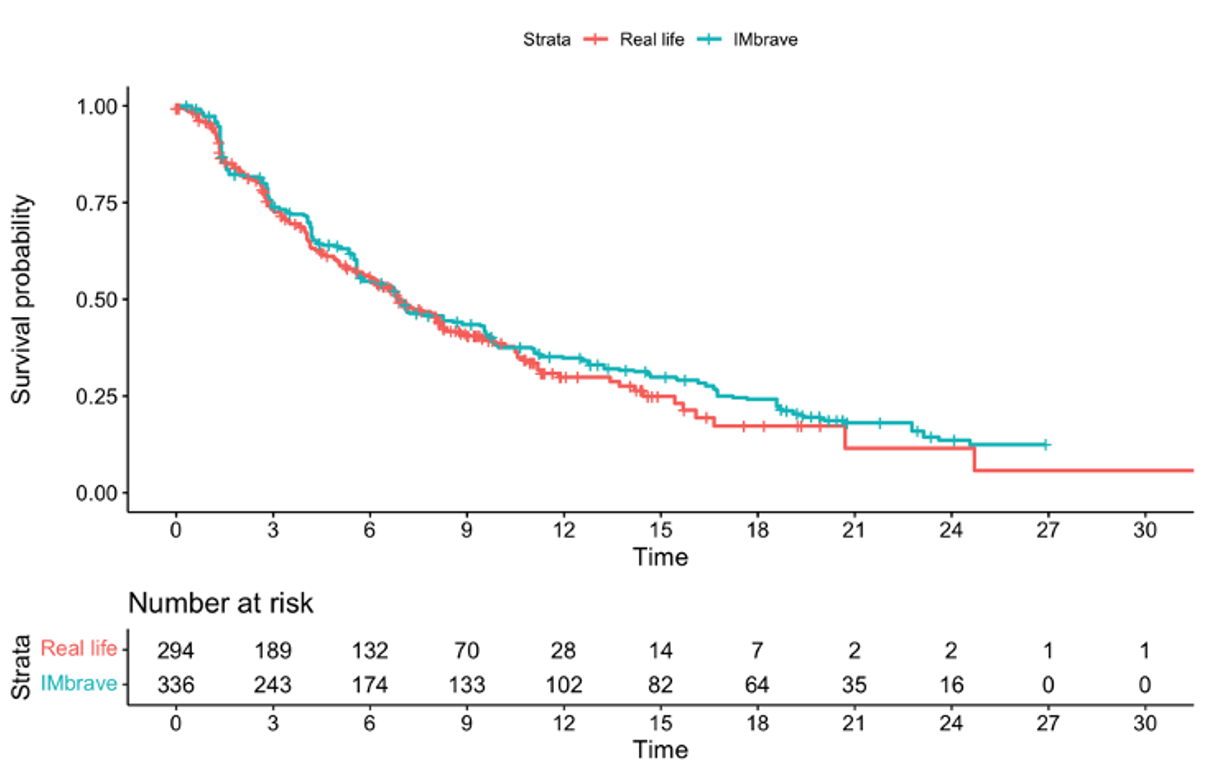 Strata Real life IMbrave
Survival probability
1.00
0.75
0.50
0.25
0.00
0 3 6 9 12 15 18 21 24 27 30
Time
Number at risk
Strata
Real life 294 189 132 70 28 14 7 2 2 1 1
IMbrave 336 243 174 133 102 82 64 35 16 0 0
0 3 6 9 12 15 18 21 24 27 30
Time